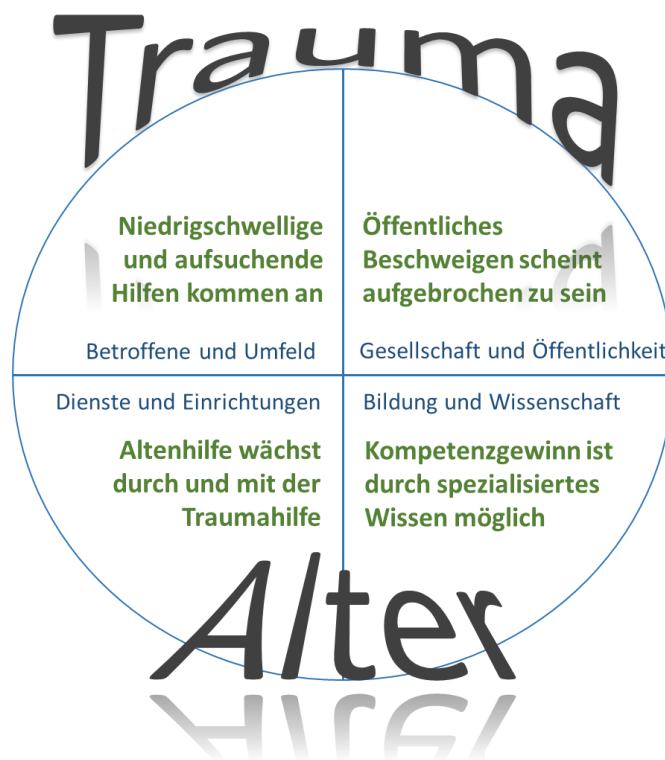 Trauma
Niedrigschwellige
und aufsuchende
Hilfen kommen an
Öffentliches
Beschweigen scheint
aufgebrochen zu sein
Betroffene und Umfeld
Gesellschaft und Öffentlichkeit
Dienste und Einrichtungen
Bildung und Wissenschaft
Altenhilfe wächst
durch und mit der
Traumahilfe
Kompetenzgewinn ist
durch spezialisiertes
Wissen möglich
Alter